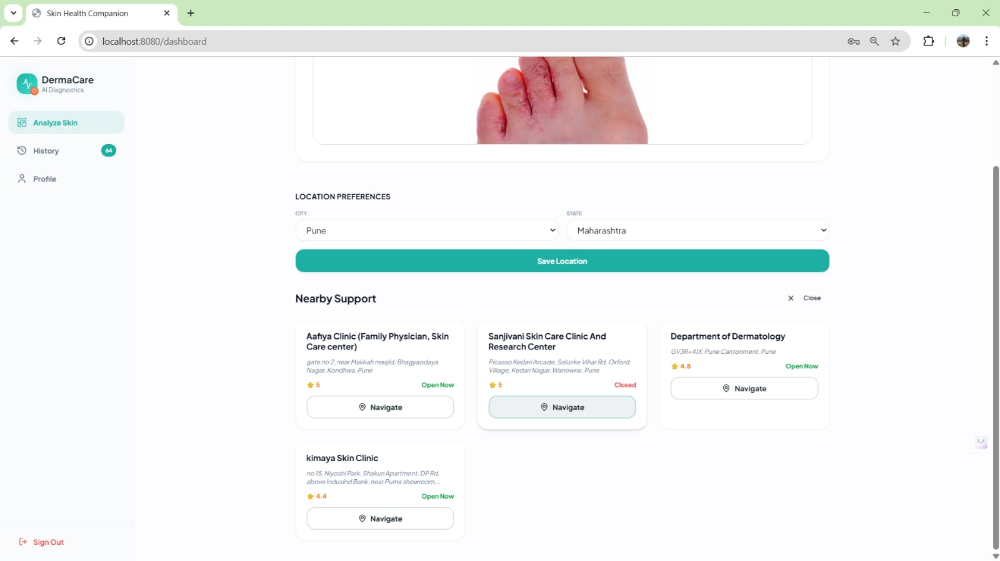 Skin Health Companion
localhost:8080/dashboard
DermaCare
AI Diagnostics
Analyze Skin
History
64
Profile
LOCATION PREFERENCES
CITY
STATE
Pune
Maharashtra
Save Location
Nearby Support
Close
Aafiya Clinic (Family Physician, Skin
Care center)
gate no 2, near Makkah masjid, Bhagyaodaya
Nagar, Kondhwa, Pune
5
Open Now
Navigate
Sanjivani Skin Care Clinic And
Research Center
Picasso Kedari Arcade, Salunke Vihar Rd, Oxford
Village, Kedari Nagar, Wanowrie, Pune
5
Closed
Navigate
Department of Dermatology
GV3R+4JX, Pune Cantonment, Pune
4.8
Open Now
Navigate
kimaya Skin Clinic
no 15, Niyoshi Park, Shakun Apartment, DP Rd,
above IndusInd Bank, near Puma showroom,...
4.4
Open Now
Navigate
Sign Out